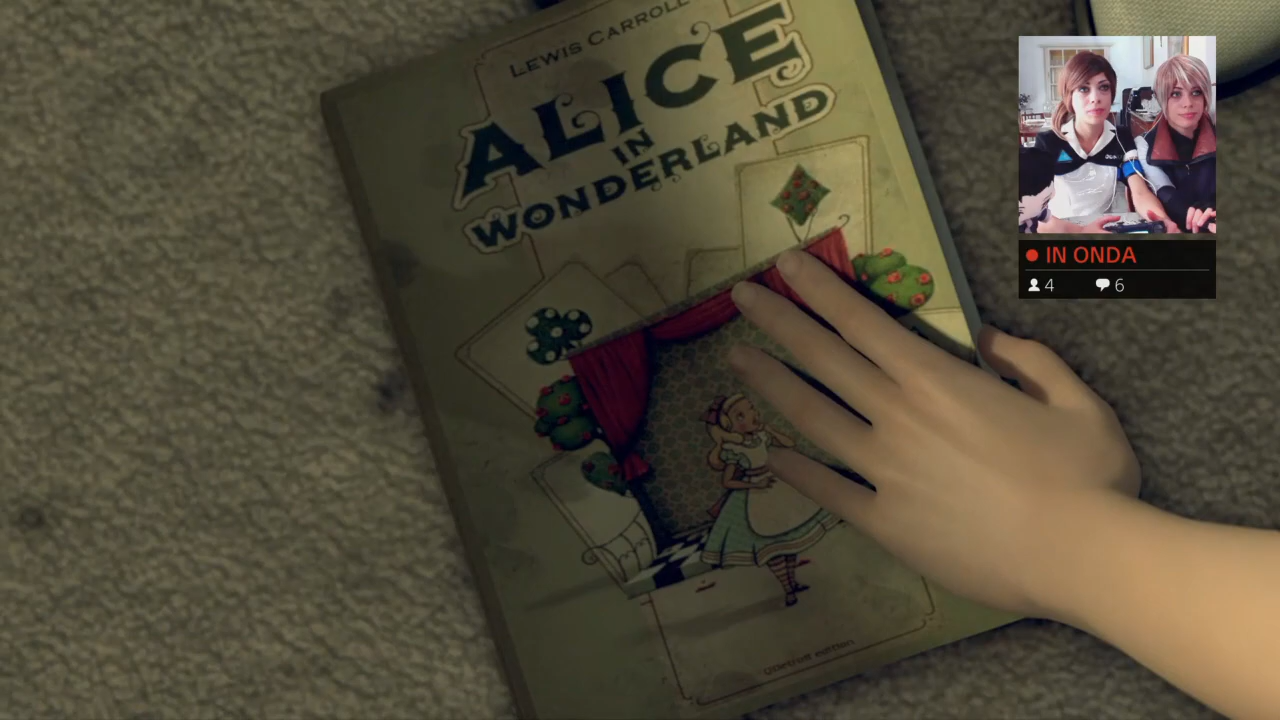 LEWIS CARROLL
ALICE
IN
WONDERLAND
IN ONDA
4 6